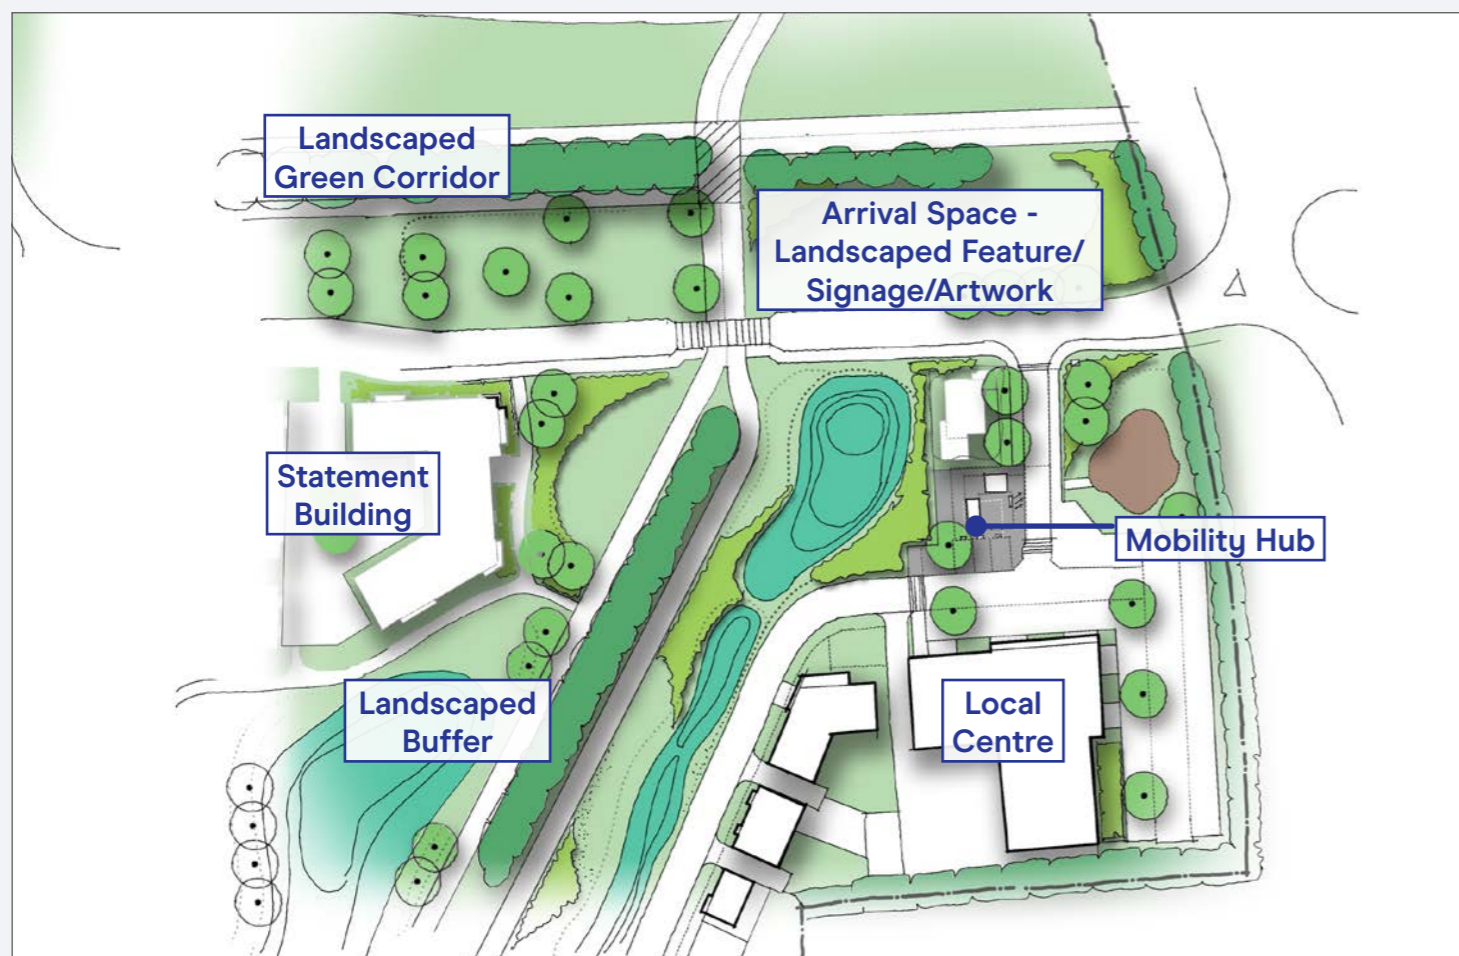 Landscaped
Green Corridor
Arrival Space -
Landscaped Feature/
Signage/Artwork
Statement
Building
Mobility Hub
Landscaped
Buffer
Local
Centre